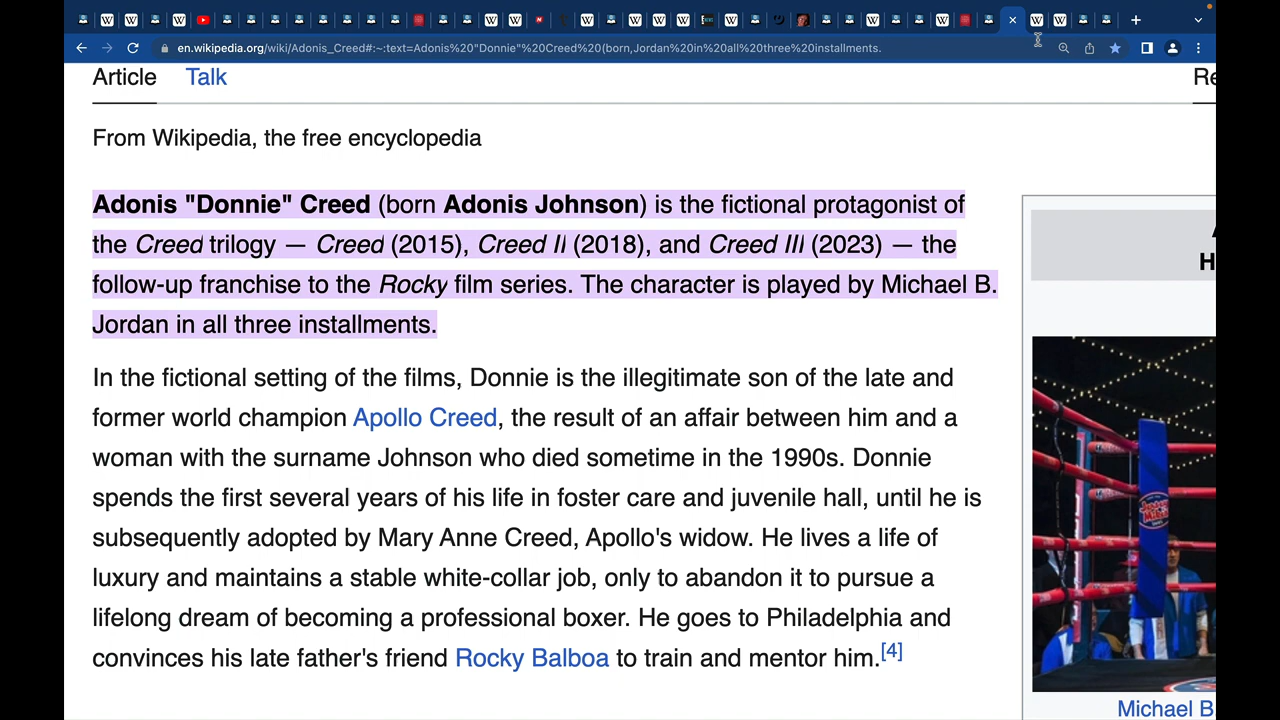 en.wikipedia.org/wiki/Adonis_Creed#:~:text=Adonis%20"Donnie"%20Creed%20(born,Jordan%20in%20all%20three%20installments.
Article Talk Re
From Wikipedia, the free encyclopedia
Adonis "Donnie" Creed (born Adonis Johnson) is the fictional protagonist of
the Creed trilogy — Creed (2015), Creed II (2018), and Creed III (2023) — the
follow-up franchise to the Rocky film series. The character is played by Michael B.
Jordan in all three installments.
In the fictional setting of the films, Donnie is the illegitimate son of the late and
former world champion Apollo Creed, the result of an affair between him and a
woman with the surname Johnson who died sometime in the 1990s. Donnie
spends the first several years of his life in foster care and juvenile hall, until he is
subsequently adopted by Mary Anne Creed, Apollo's widow. He lives a life of
luxury and maintains a stable white-collar job, only to abandon it to pursue a
lifelong dream of becoming a professional boxer. He goes to Philadelphia and
convinces his late father's friend Rocky Balboa to train and mentor him.[4]
H
Michael B